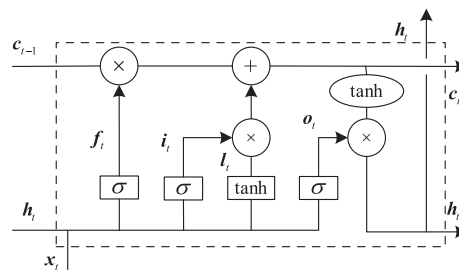 h_t
c_{t-1}
×
+
tanh
c_t
f_t
i_t
×
l_t
o_t
×
σ
σ
tanh
σ
h_t
h_t
x_t